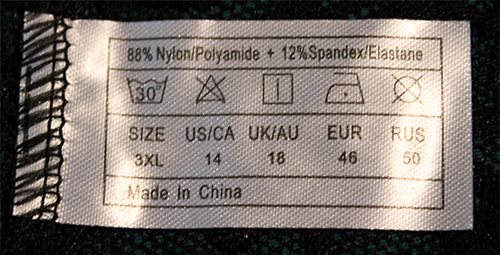 88% Nylon/Polyamide + 12%Spandex/Elastane
30°
SIZE US/CA UK/AU EUR RUS
3XL 14 18 46 50
Made In China